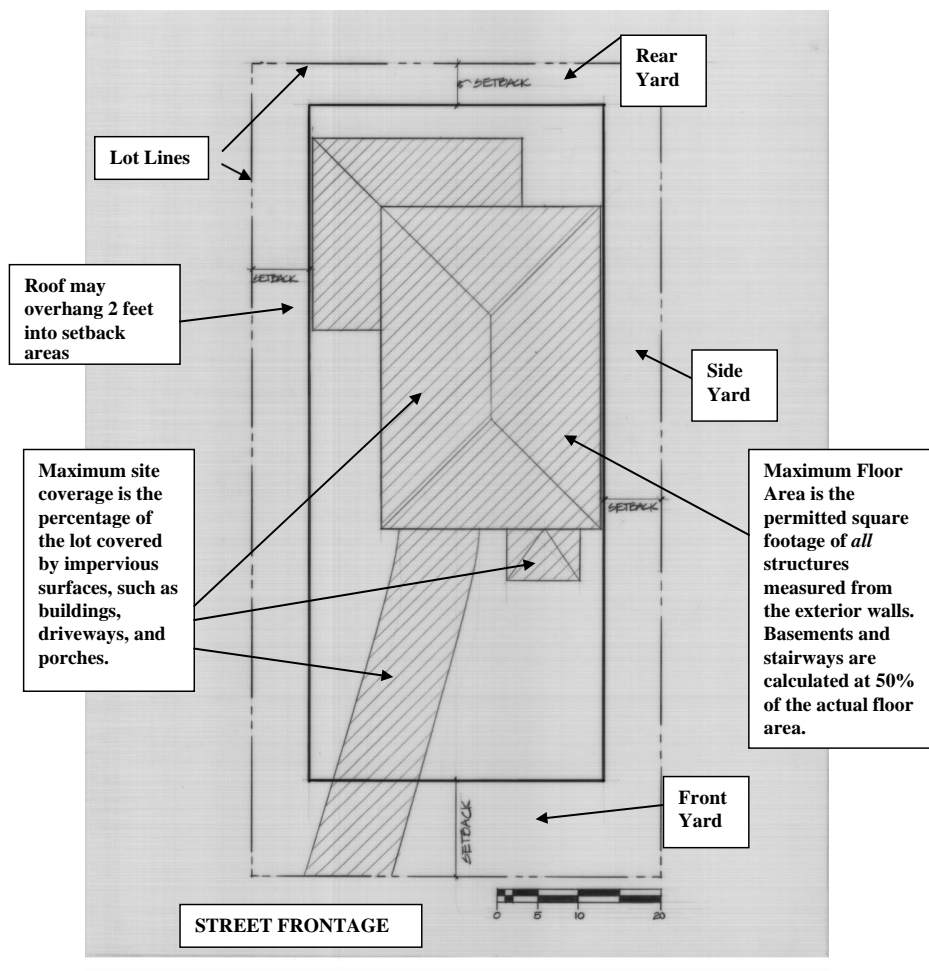 Rear
Yard
SETBACK
Lot Lines
SETBACK
Roof may
overhang 2 feet
into setback
areas
Side
Yard
Maximum site
coverage is the
percentage of
the lot covered
by impervious
surfaces, such as
buildings,
driveways, and
porches.
Maximum Floor
Area is the
permitted square
footage of all
structures
measured from
the exterior walls.
Basements and
stairways are
calculated at 50%
of the actual floor
area.
SETBACK
Front
Yard
SETBACK
0 5 10 20
STREET FRONTAGE